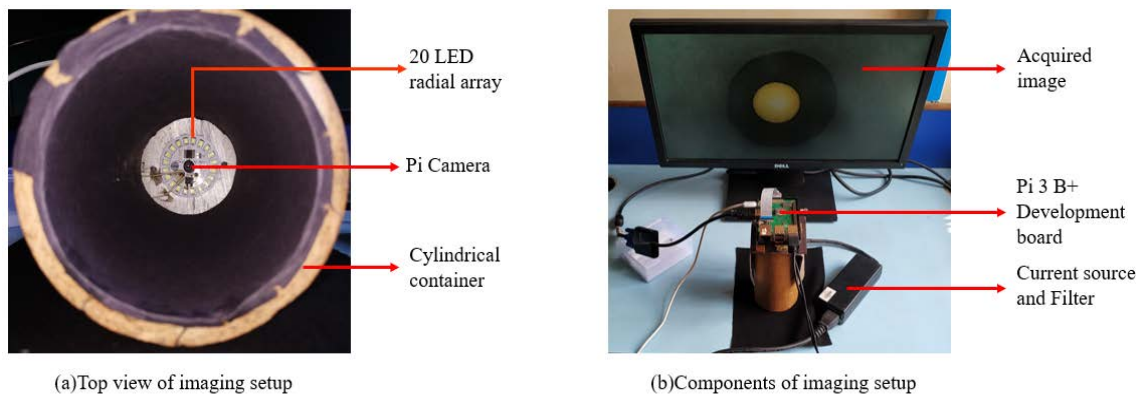 20 LED
radial array
Pi Camera
Cylindrical
container
(a)Top view of imaging setup
Acquired
image
DELL
Pi 3 B+
Development
board
Current source
and Filter
(b)Components of imaging setup